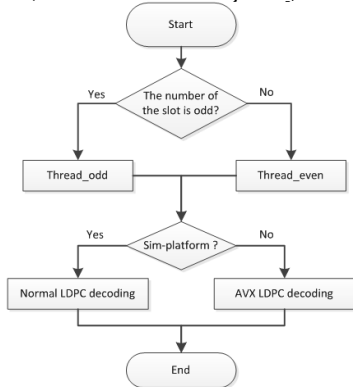 Start
The number of
the slot is odd?
Yes
No
Thread_odd
Thread_even
Sim-platform ?
Yes
No
Normal LDPC decoding
AVX LDPC decoding
End